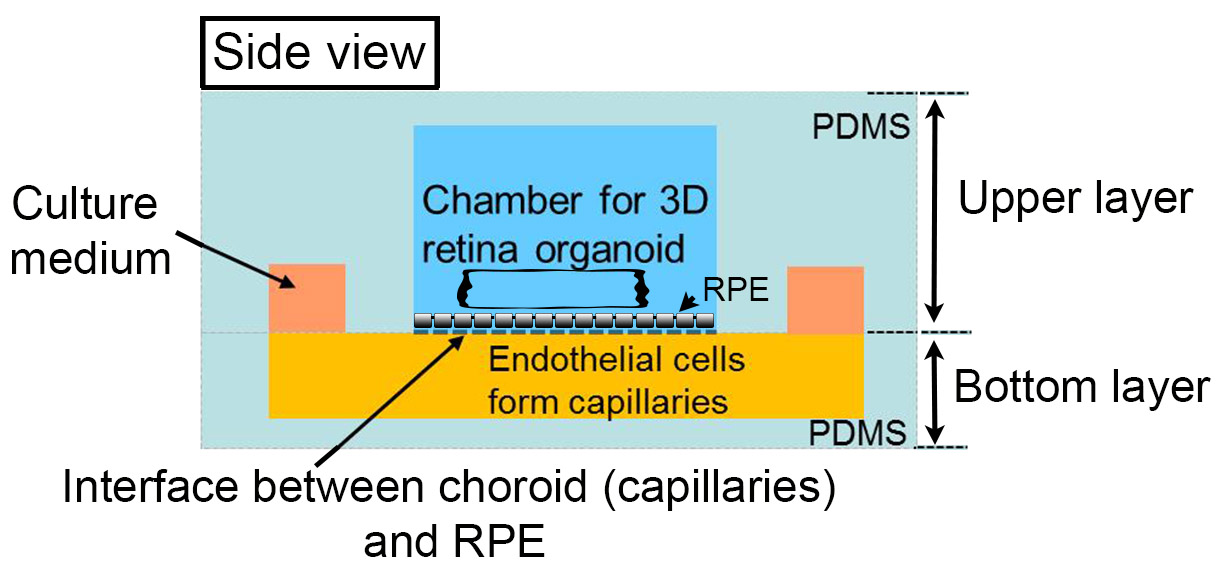 Side view
PDMS
Culture
medium
Chamber for 3D
retina organoid
Upper layer
RPE
Endothelial cells
form capillaries
Bottom layer
PDMS
Interface between choroid (capillaries)
and RPE